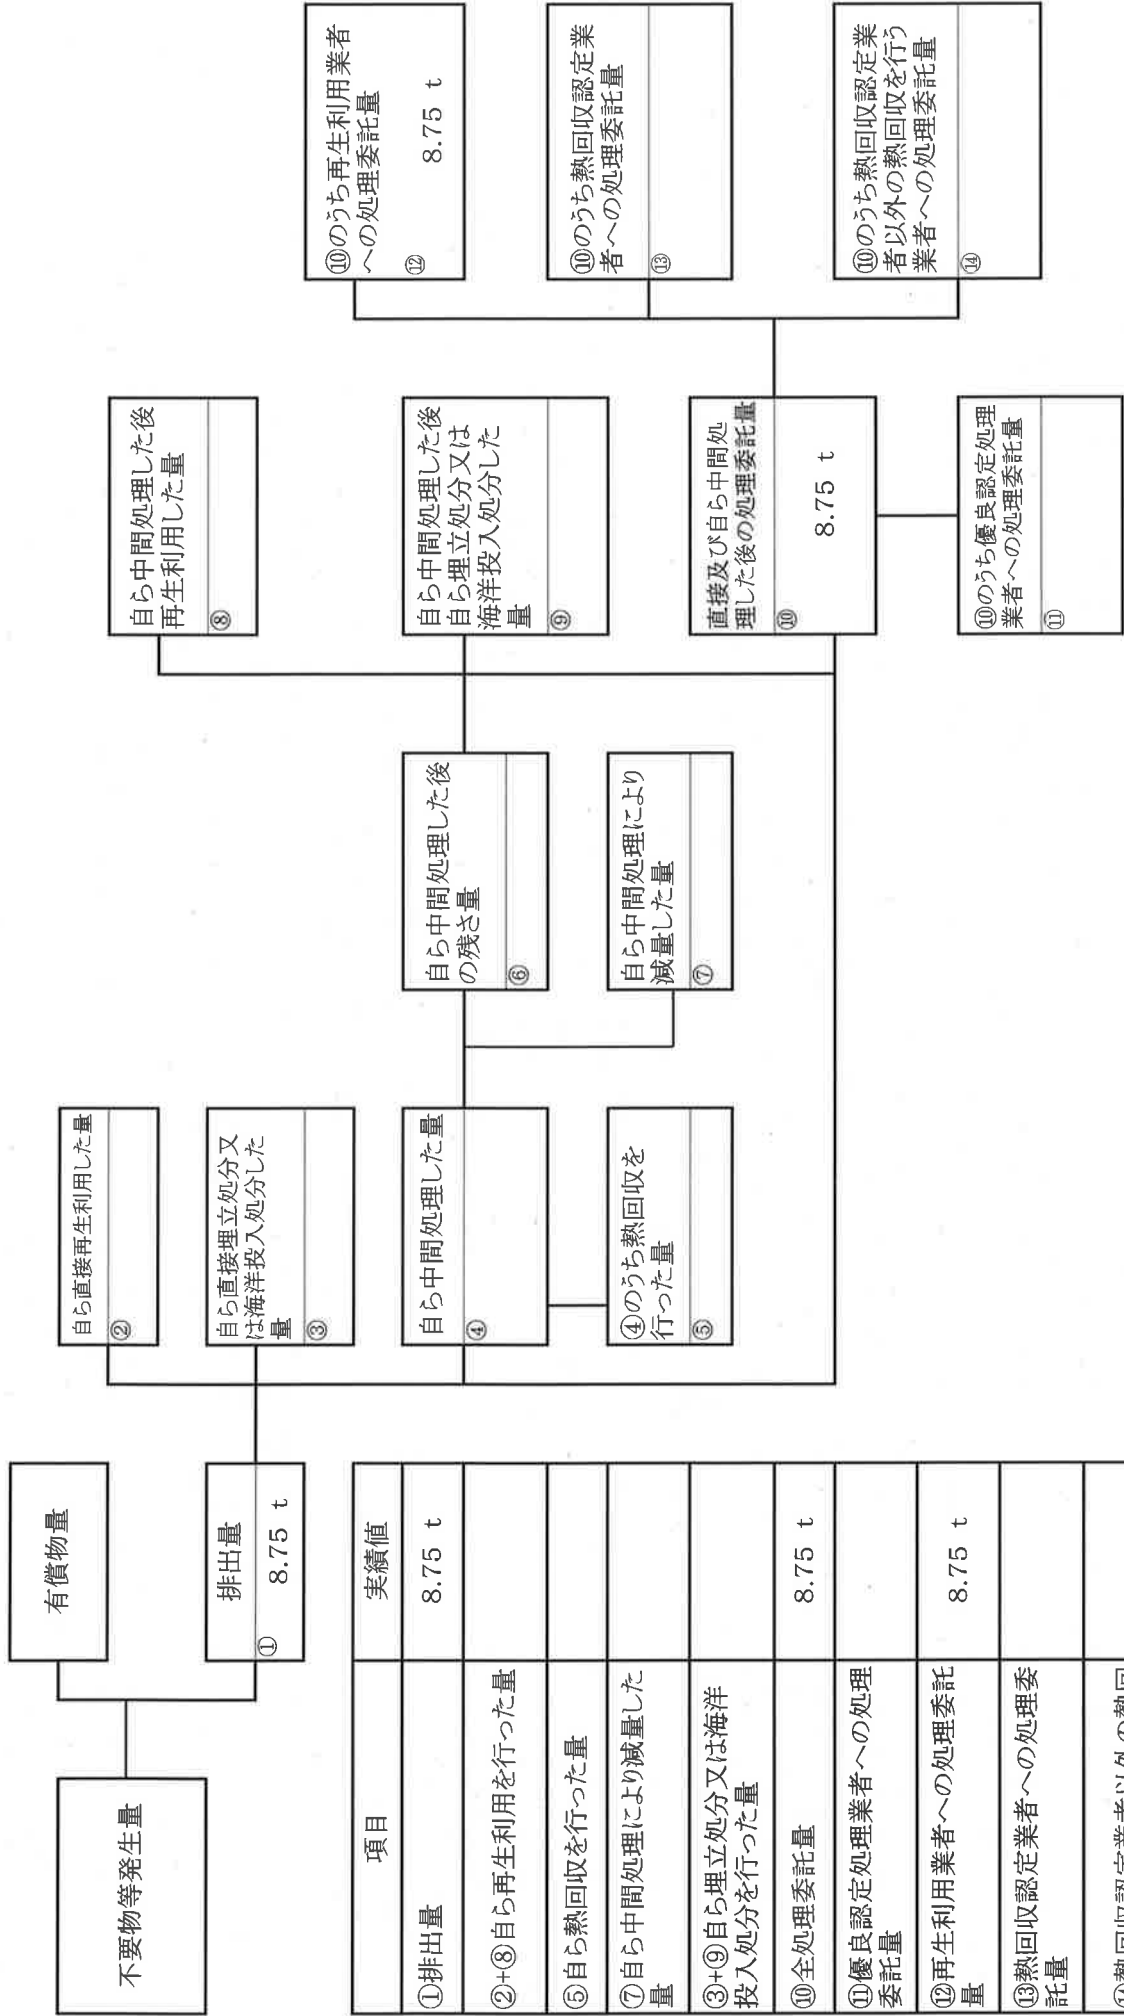 不要物等発生量
有償物量
排出量
①
8.75 t
自ら直接再生利用した量
②
自ら直接埋立処分又
は海洋投入処分した
量
③
自ら中間処理した量
④
④のうち熱回収を
行った量
⑤
自ら中間処理した後
の残さ量
⑥
自ら中間処理により
減量した量
⑦
自ら中間処理した後
再生利用した量
⑧
自ら中間処理した後
自ら埋立処分又は
海洋投入処分した
量
⑨
直接及び自ら中間処
理した後の処理委託量
⑩
8.75 t
⑩のうち優良認定処理
業者への処理委託量
⑪
⑩のうち再生利用業者
への処理委託量
⑫
8.75 t
⑩のうち熱回収認定業
者への処理委託量
⑬
⑩のうち熱回収認定業
者以外の熱回収を行う
業者への処理委託量
⑭
項目 実績値
①排出量 8.75 t
②+⑧自ら再生利用を行った量
⑤自ら熱回収を行った量
⑦自ら中間処理により減量した
量
③+⑨自ら埋立処分又は海洋
投入処分を行った量
⑩全処理委託量 8.75 t
⑪優良認定処理業者への処理
委託量
⑫再生利用業者への処理委託
量 8.75 t
⑬熱回収認定業者への処理委
託量
⑭熱回収認定業者以外の熱回